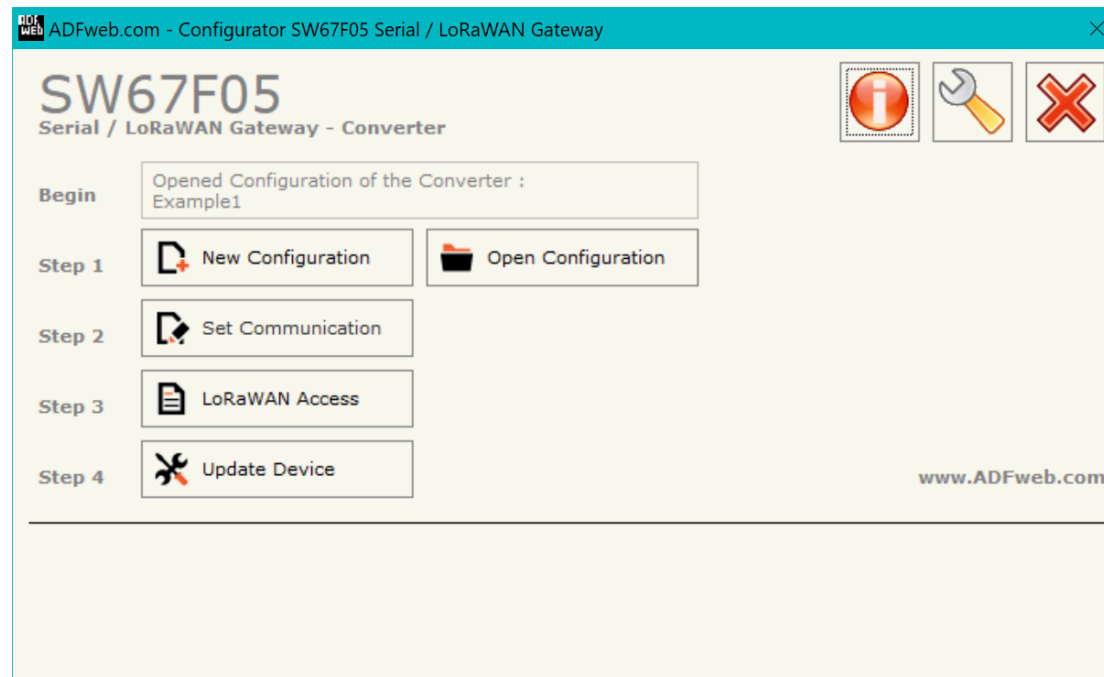 ADF
WEB
ADFweb.com - Configurator SW67F05 Serial / LoRaWAN Gateway
SW67F05
Serial / LoRaWAN Gateway - Converter
Begin
Opened Configuration of the Converter :
Example1
Step 1
New Configuration
Open Configuration
Step 2
Set Communication
Step 3
LoRaWAN Access
Step 4
Update Device
www.ADFweb.com